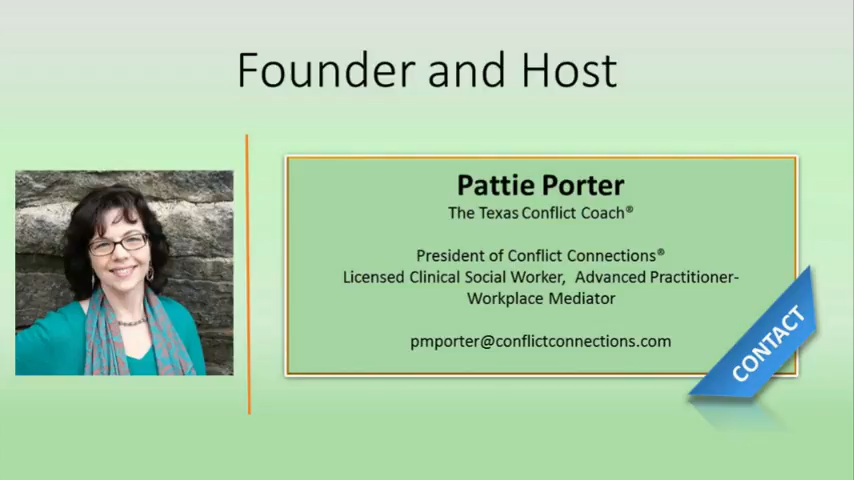 Founder and Host
Pattie Porter
The Texas Conflict Coach®
President of Conflict Connections®
Licensed Clinical Social Worker, Advanced Practitioner-
Workplace Mediator
pmporter@conflictconnections.com
CONTACT